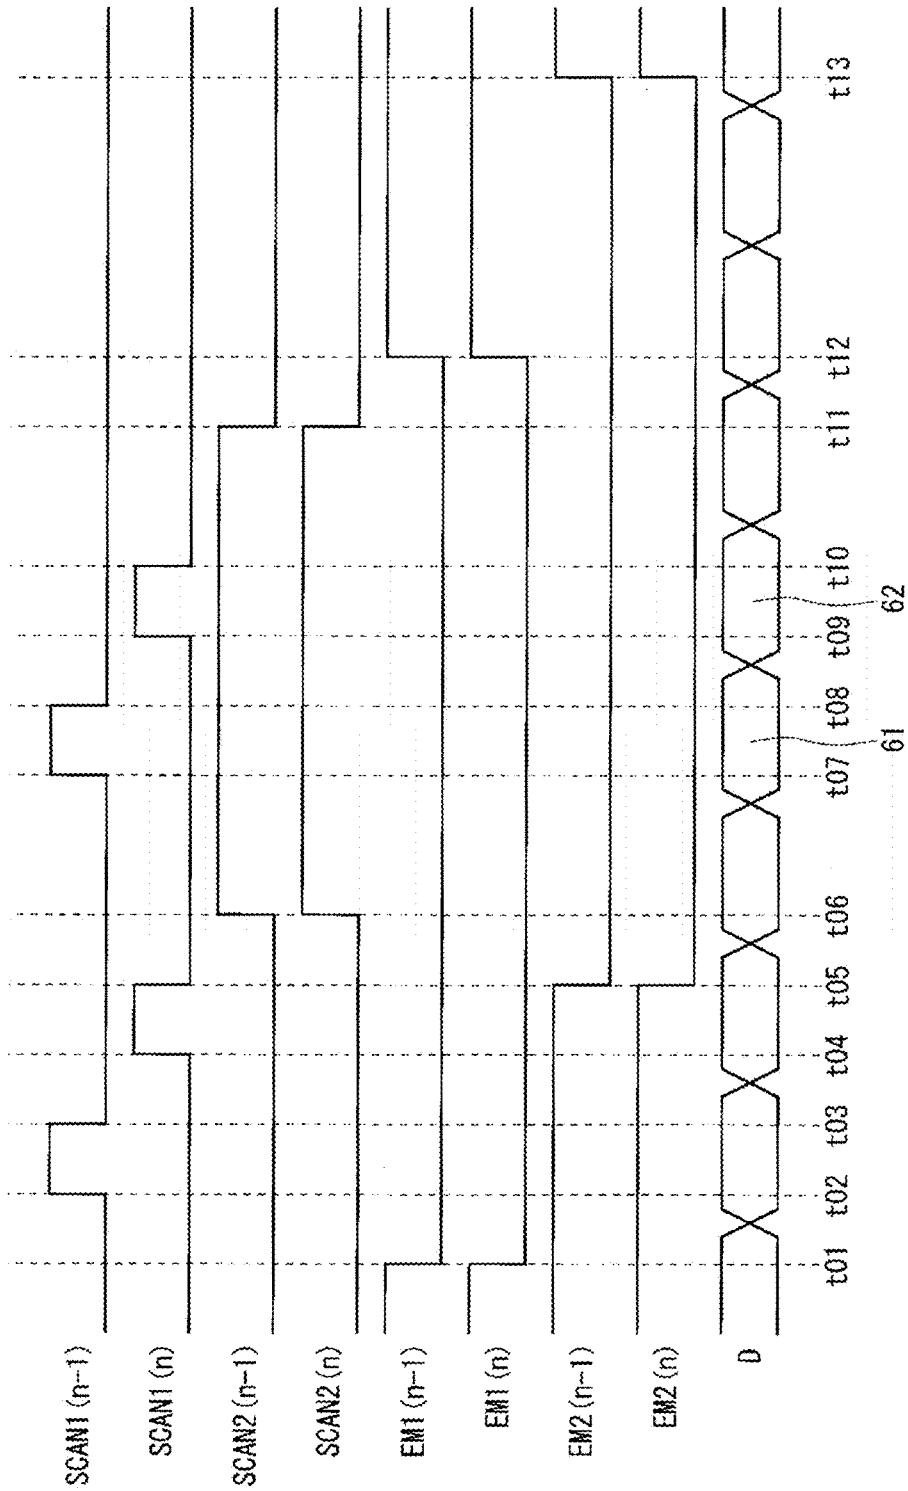 SCAN1(n-1)
SCAN1(n)
SCAN2(n-1)
SCAN2(n)
EM1(n-1)
EM1(n)
EM2(n-1)
EM2(n)
D
t01
t02
t03
t04
t05
t06
t07
t08
t09
t10
t11
t12
t13
61
62